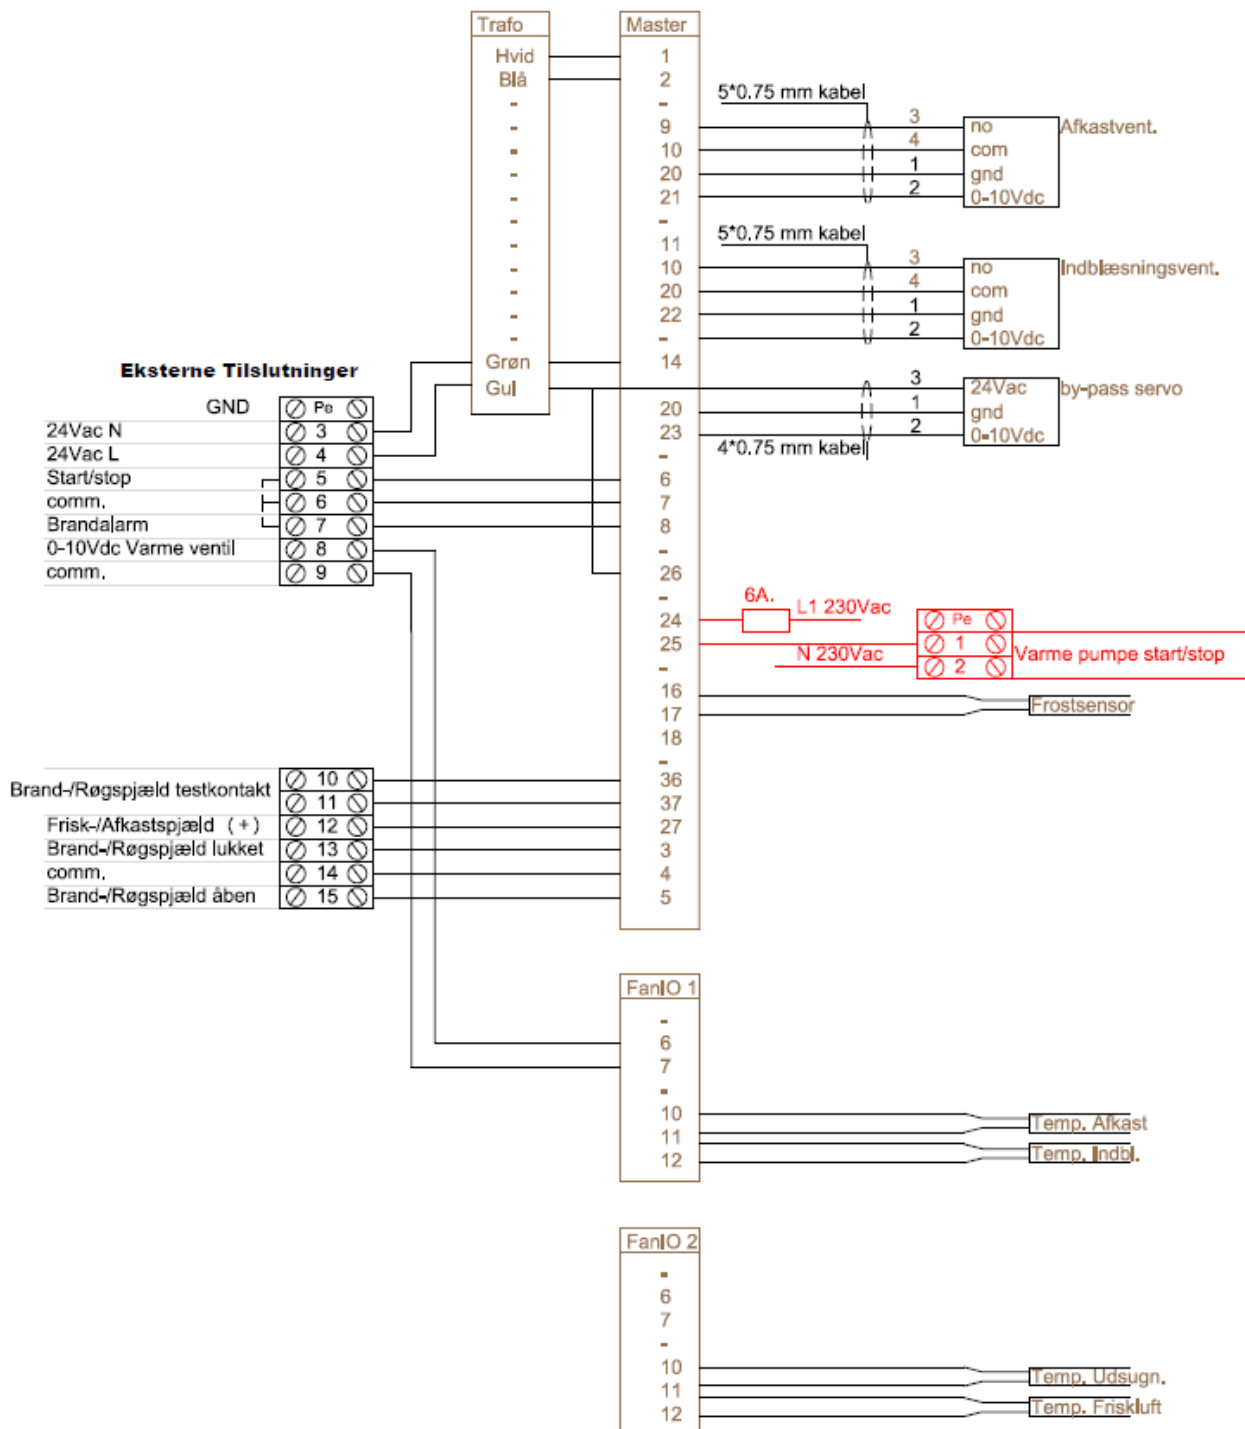 Trafo
Hvid
Blå
-
-
-
-
-
-
-
-
-
-
-
Grøn
Gul
Master
1
2
-
9
10
20
21
-
11
10
20
22
-
14
20
23
-
6
7
8
-
26
-
24
25
-
16
17
18
-
36
37
27
3
4
5
5*0.75 mm kabel
3 no
4 com
1 gnd
2 0-10Vdc
Afkastvent.
5*0.75 mm kabel
3 no
4 com
1 gnd
2 0-10Vdc
Indblæsningsvent.
3 24Vac
1 gnd
2 0-10Vdc
by-pass servo
4*0.75 mm kabel
Eksterne Tilslutninger
GND Pe
24Vac N 3
24Vac L 4
Start/stop 5
comm. 6
Brandalarm 7
0-10Vdc Varme ventil 8
comm. 9
6A.
L1 230Vac
N 230Vac
Pe
1
2
Varme pumpe start/stop
Frostsensor
Brand-/Røgspjæld testkontakt
10
11
Frisk-/Afkastspjæld (+) 12
Brand-/Røgspjæld lukket 13
comm. 14
Brand-/Røgspjæld åben 15
FanIO 1
-
6
7
-
10
11
12
Temp. Afkast
Temp. Indbl.
FanIO 2
-
6
7
-
10
11
12
Temp. Udsugn.
Temp. Friskluft